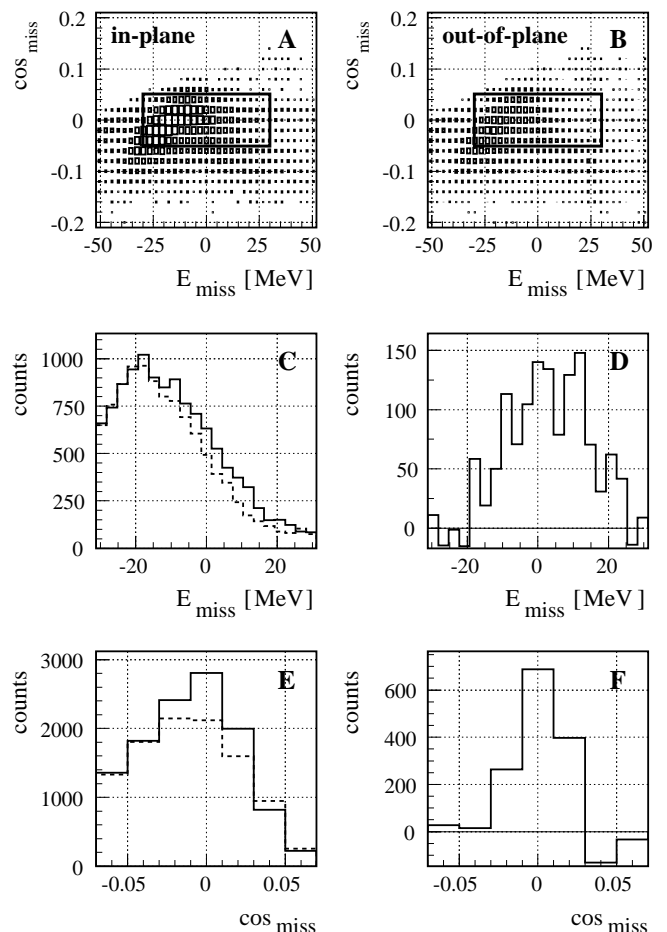 in-plane A
cos miss
0.2
0.1
0
-0.1
-0.2
-50 -25 0 25 50
E miss [MeV]
out-of-plane B
cos miss
0.2
0.1
0
-0.1
-0.2
-50 -25 0 25 50
E miss [MeV]
C
counts
1000
750
500
250
0
-20 0 20
E miss [MeV]
D
counts
150
100
50
0
-20 0 20
E miss [MeV]
E
counts
3000
2000
1000
0
-0.05 0 0.05
cos miss
F
counts
600
400
200
0
-0.05 0 0.05
cos miss